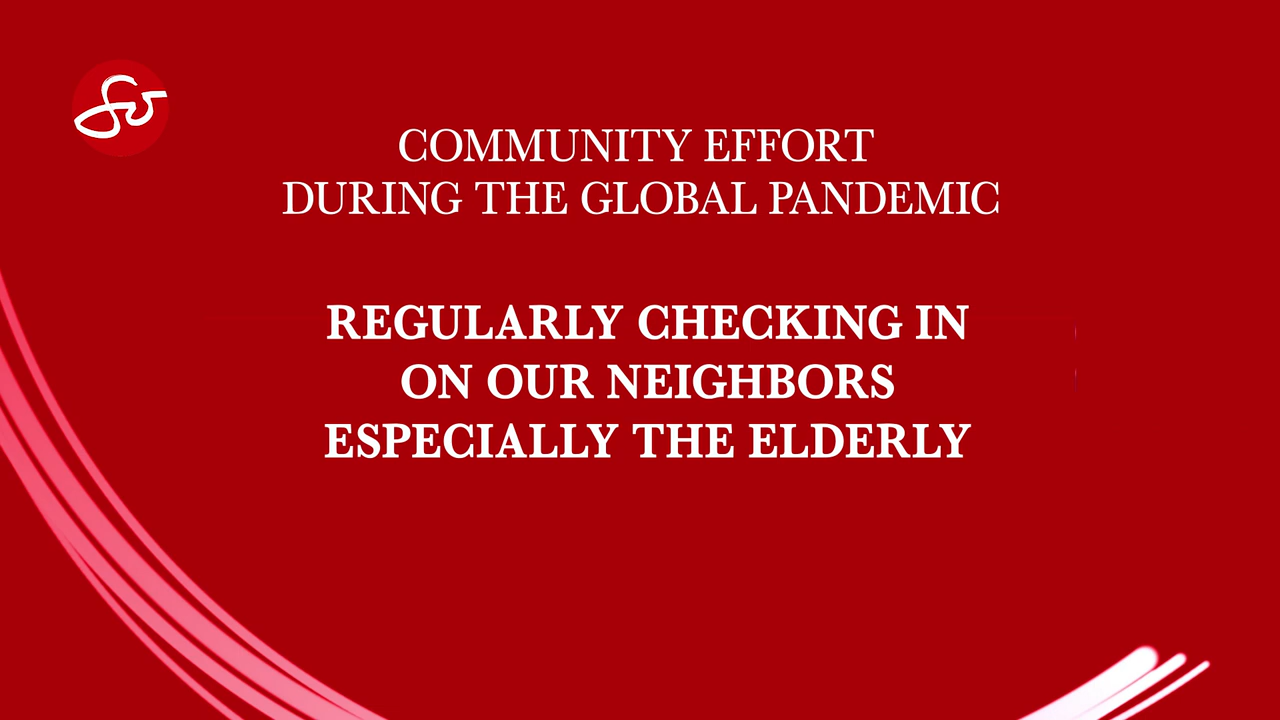 COMMUNITY EFFORT
DURING THE GLOBAL PANDEMIC
REGULARLY CHECKING IN
ON OUR NEIGHBORS
ESPECIALLY THE ELDERLY